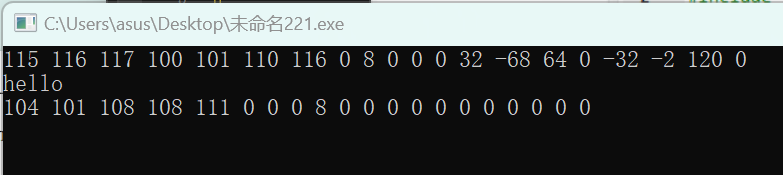 C:\Users\asus\Desktop\未命名221.exe
115 116 117 100 101 110 116 0 8 0 0 0 32 -68 64 0 -32 -2 120 0
hello
104 101 108 108 111 0 0 0 8 0 0 0 0 0 0 0 0 0 0 0